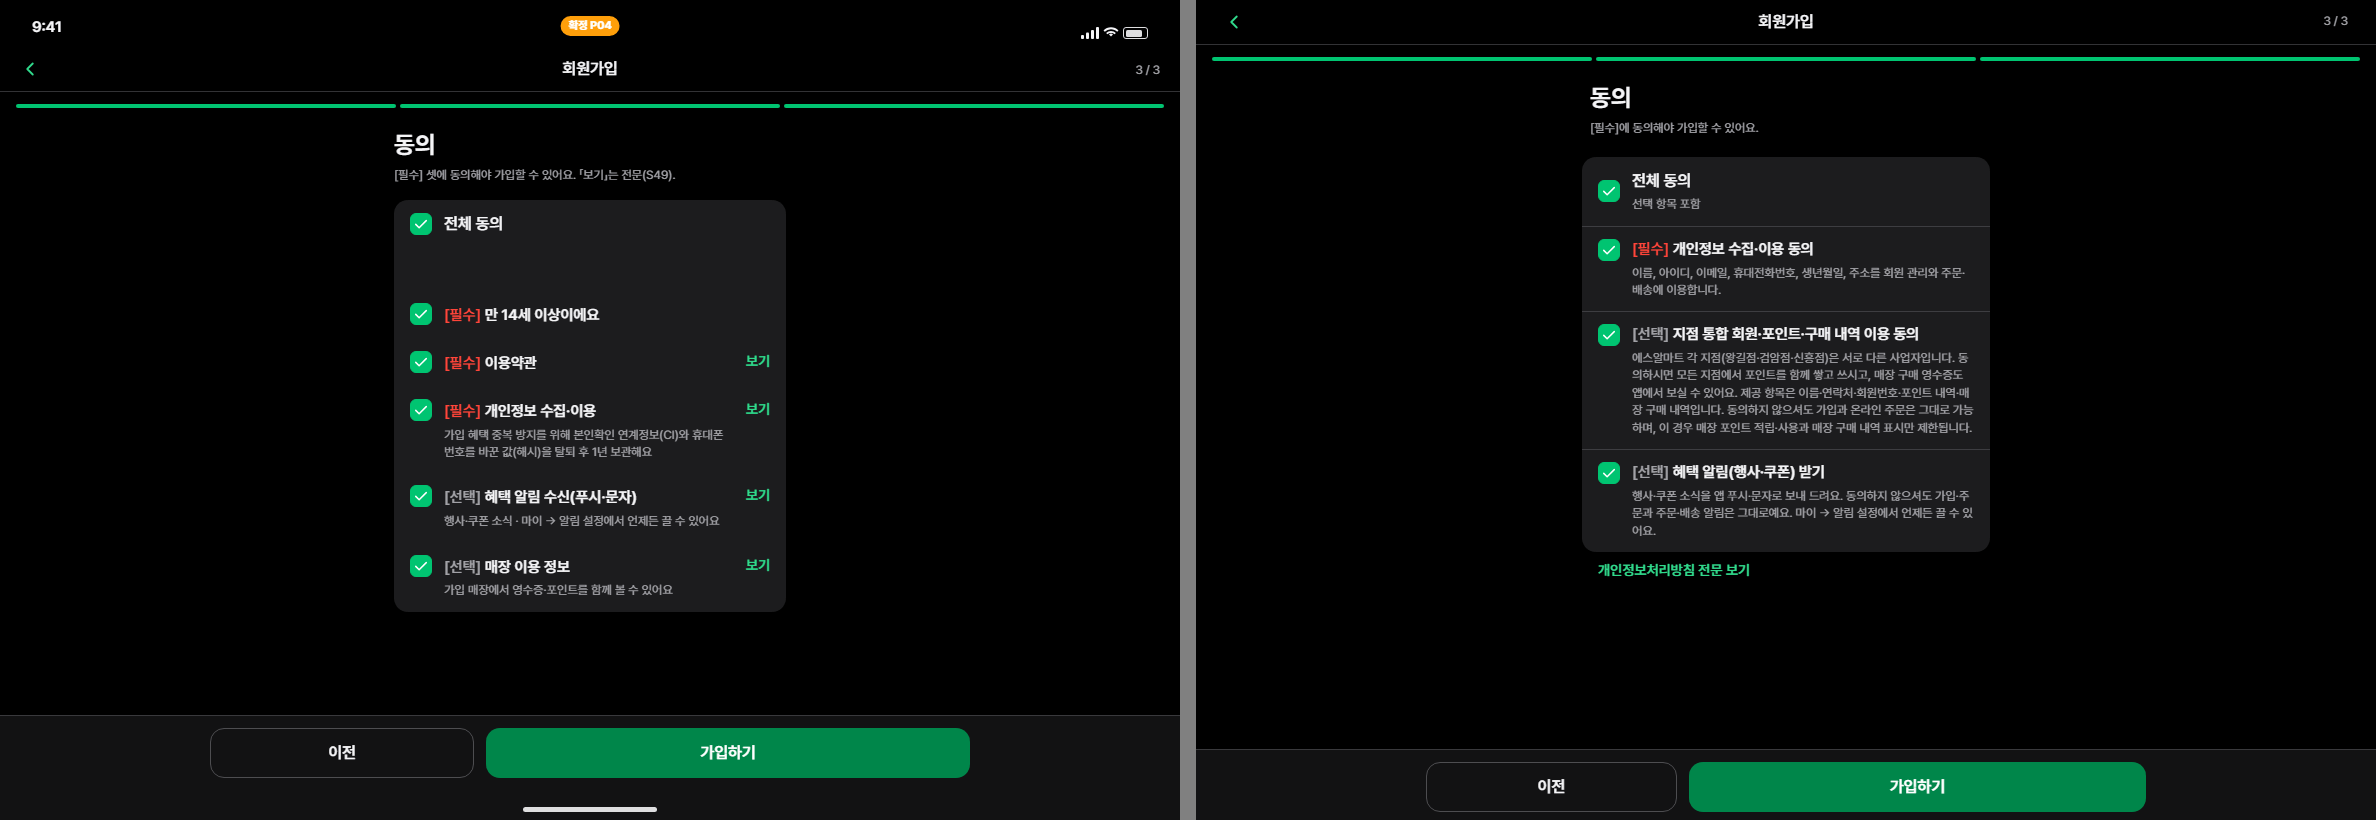 9:41
확정 P04
회원가입
3 / 3
동의
[필수] 셋에 동의해야 가입할 수 있어요. 「보기」는 전문(S49).
전체 동의
[필수] 만 14세 이상이에요
[필수] 이용약관
보기
[필수] 개인정보 수집·이용
보기
가입 혜택 중복 방지를 위해 본인확인 연계정보(CI)와 휴대폰
번호를 바꾼 값(해시)을 탈퇴 후 1년 보관해요
[선택] 혜택 알림 수신(푸시·문자)
보기
행사·쿠폰 소식 · 마이 → 알림 설정에서 언제든 끌 수 있어요
[선택] 매장 이용 정보
보기
가입 매장에서 영수증·포인트를 함께 볼 수 있어요
이전
가입하기
회원가입
3 / 3
동의
[필수]에 동의해야 가입할 수 있어요.
전체 동의
선택 항목 포함
[필수] 개인정보 수집·이용 동의
이름, 아이디, 이메일, 휴대전화번호, 생년월일, 주소를 회원 관리와 주문·
배송에 이용합니다.
[선택] 지점 통합 회원·포인트·구매 내역 이용 동의
에스알마트 각 지점(왕길점·검암점·신흥점)은 서로 다른 사업자입니다. 동
의하시면 모든 지점에서 포인트를 함께 쌓고 쓰시고, 매장 구매 영수증도
앱에서 보실 수 있어요. 제공 항목은 이름·연락처·회원번호·포인트 내역·매
장 구매 내역입니다. 동의하지 않으셔도 가입과 온라인 주문은 그대로 가능
하며, 이 경우 매장 포인트 적립·사용과 매장 구매 내역 표시만 제한됩니다.
[선택] 혜택 알림(행사·쿠폰) 받기
행사·쿠폰 소식을 앱 푸시·문자로 보내 드려요. 동의하지 않으셔도 가입·주
문과 주문·배송 알림은 그대로예요. 마이 → 알림 설정에서 언제든 끌 수 있
어요.
개인정보처리방침 전문 보기
이전
가입하기